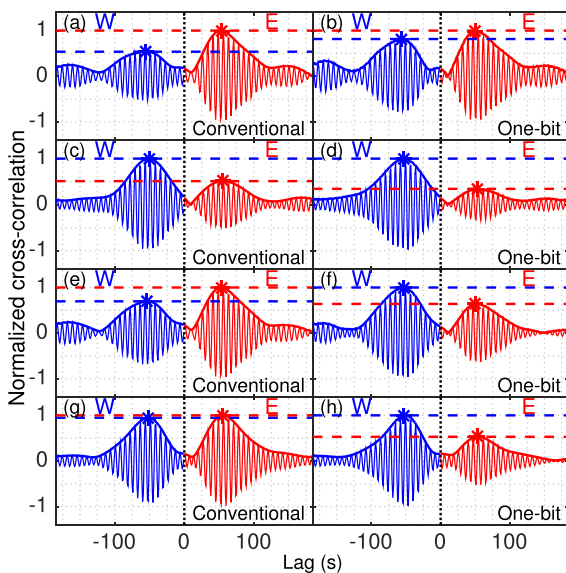 Normalized cross-correlation
(a) W E
1
0
-1
Conventional
(b) W E
One-bit
(c) W E
1
0
-1
Conventional
(d) W E
One-bit
(e) W E
1
0
-1
Conventional
(f) W E
One-bit
(g) W E
1
0
-1
Conventional
(h) W E
One-bit
-100 0 100 -100 0 100
Lag (s)